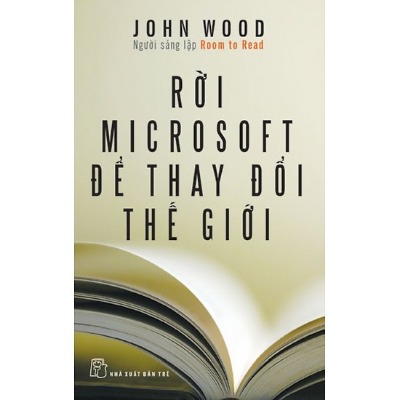 JOHN WOOD
Người sáng lập Room to Read
RỜI
MICROSOFT
ĐỂ THAY ĐỔI
THẾ GIỚI
NHÀ XUẤT BẢN TRẺ